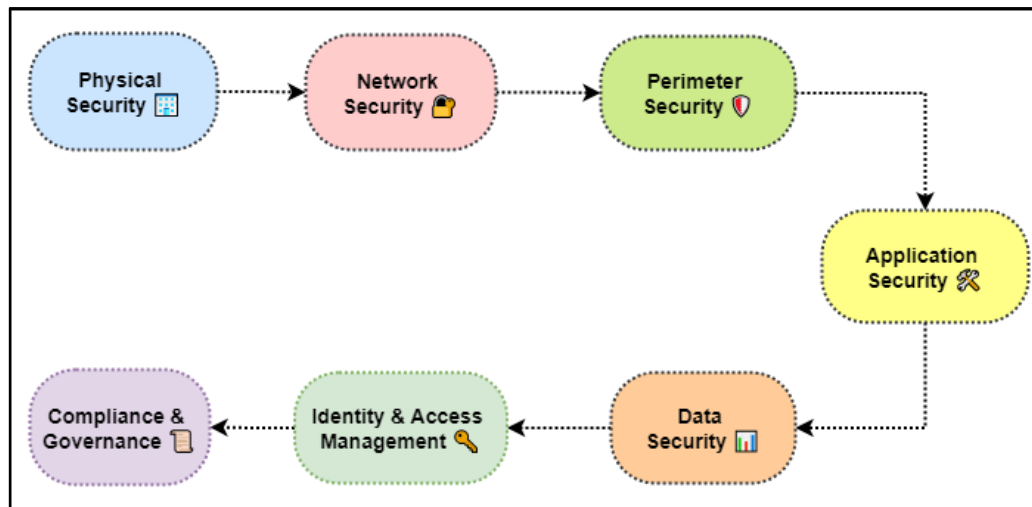 Physical
Security 🏢
Network
Security 🔐
Perimeter
Security 🛡️
Application
Security 🛠️
Data
Security 📊
Identity & Access
Management 🔑
Compliance &
Governance 📜